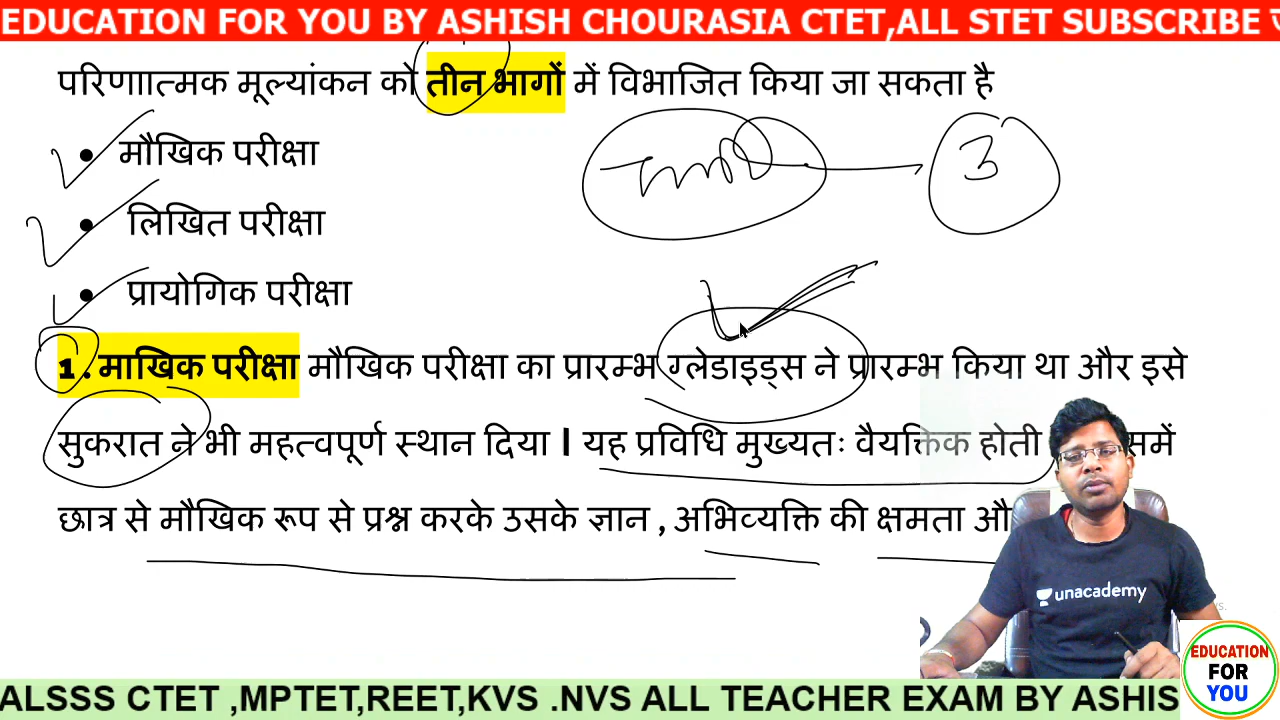 EDUCATION FOR YOU BY ASHISH CHOURASIA CTET,ALL STET SUBSCRIBE
परिणाात्मक मूल्यांकन को तीन भागों में विभाजित किया जा सकता है
• मौखिक परीक्षा
• लिखित परीक्षा
• प्रायोगिक परीक्षा
3
1. माखिक परीक्षा मौखिक परीक्षा का प्रारम्भ ग्लेडाइड्स ने प्रारम्भ किया था और इसे
सुकरात ने भी महत्वपूर्ण स्थान दिया । यह प्रविधि मुख्यतः वैयक्तिक होती
छात्र से मौखिक रूप से प्रश्न करके उसके ज्ञान , अभिव्यक्ति की क्षमता
unacademy
EDUCATION
FOR
YOU
ALSSS CTET ,MPTET,REET,KVS .NVS ALL TEACHER EXAM BY ASHIS